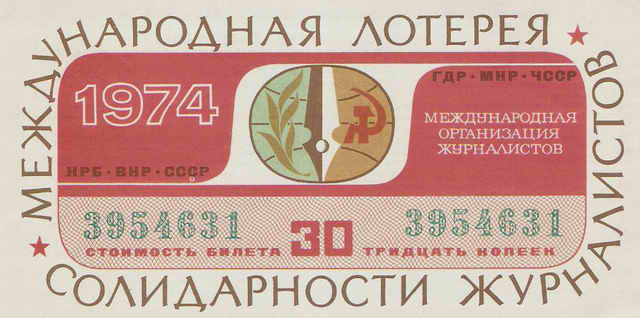 МЕЖДУНАРОДНАЯ ЛОТЕРЕЯ
СОЛИДАРНОСТИ ЖУРНАЛИСТОВ
1974
ГДР · МНР · ЧССР
МЕЖДУНАРОДНАЯ
ОРГАНИЗАЦИЯ
ЖУРНАЛИСТОВ
НРБ · ВНР · СССР
3954631 3954631
СТОИМОСТЬ БИЛЕТА 30 ТРИДЦАТЬ КОПЕЕК